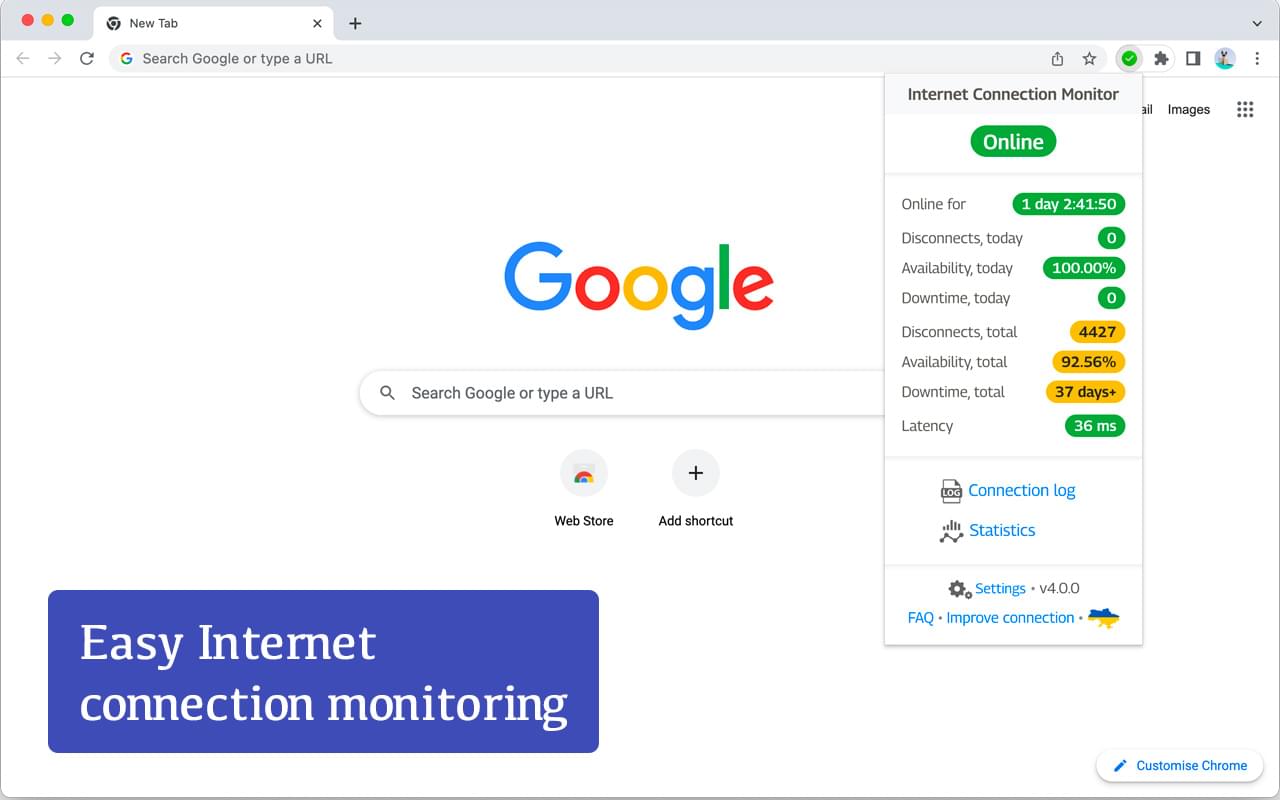 New Tab
Search Google or type a URL
Internet Connection Monitor
ail Images
Online
Online for 1 day 2:41:50
Disconnects, today 0
Availability, today 100.00%
Downtime, today 0
Disconnects, total 4427
Availability, total 92.56%
Downtime, total 37 days+
Latency 36 ms
LOG Connection log
Statistics
Settings • v4.0.0
FAQ • Improve connection •
Google
Search Google or type a URL
Web Store
Add shortcut
Easy Internet
connection monitoring
Customise Chrome